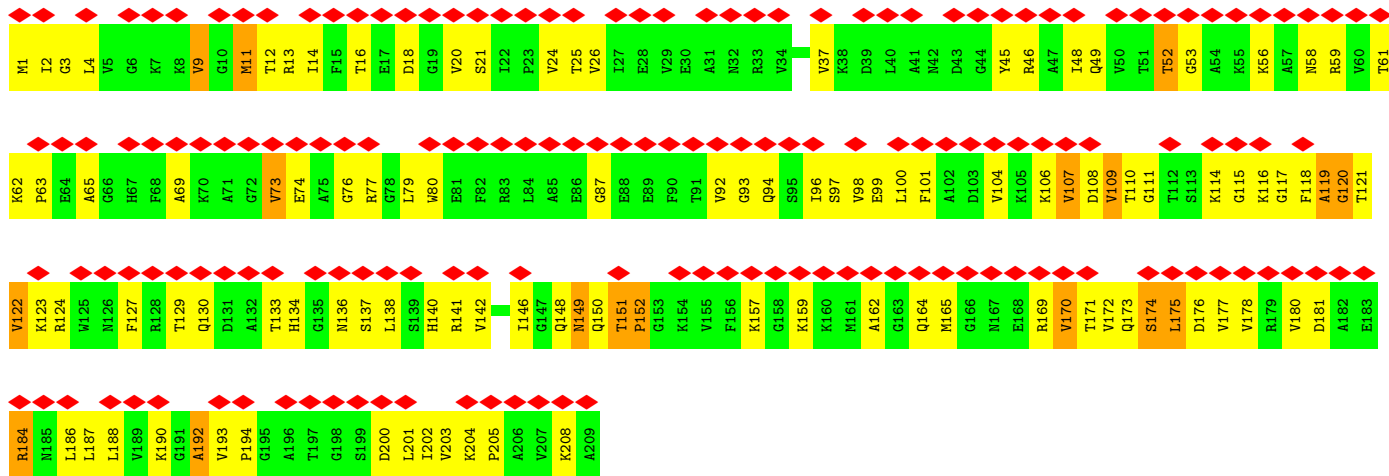 M1 I2 G3 L4 V5 G6 K7 K8 V9 G10 M11 T12 R13 I14 F15 T16 E17 D18 G19 V20 S21 I22 P23 V24 T25 V26 I27 E28 V29 E30 A31 N32 R33 V34 V37 K38 D39 L40 A41 N42 D43 G44 Y45 R46 A47 I48 Q49 V50 T51 T52 G53 A54 K55 K56 A57 N58 R59 V60 T61
K62 P63 E64 A65 G66 H67 F68 A69 K70 A71 G72 V73 E74 A75 G76 R77 G78 L79 W80 E81 F82 R83 L84 A85 E86 G87 E88 E89 F90 T91 V92 G93 Q94 S95 I96 S97 V98 E99 L100 F101 A102 D103 V104 K105 K106 V107 D108 V109 T110 G111 T112 S113 K114 G115 K116 G117 F118 A119 G120 T121
V122 K123 R124 W125 N126 F127 R128 T129 Q130 D131 A132 T133 H134 G135 N136 S137 L138 S139 H140 R141 V142 I146 G147 Q148 N149 Q150 T151 P152 G153 K154 V155 F156 K157 G158 K159 K160 M161 A162 G163 Q164 M165 G166 N167 E168 R169 V170 T171 V172 Q173 S174 L175 D176 V177 V178 R179 V180 D181 A182 E183
R184 N185 L186 L187 L188 V189 K190 G191 A192 V193 P194 G195 A196 T197 G198 S199 D200 L201 I202 V203 K204 P205 A206 V207 K208 A209